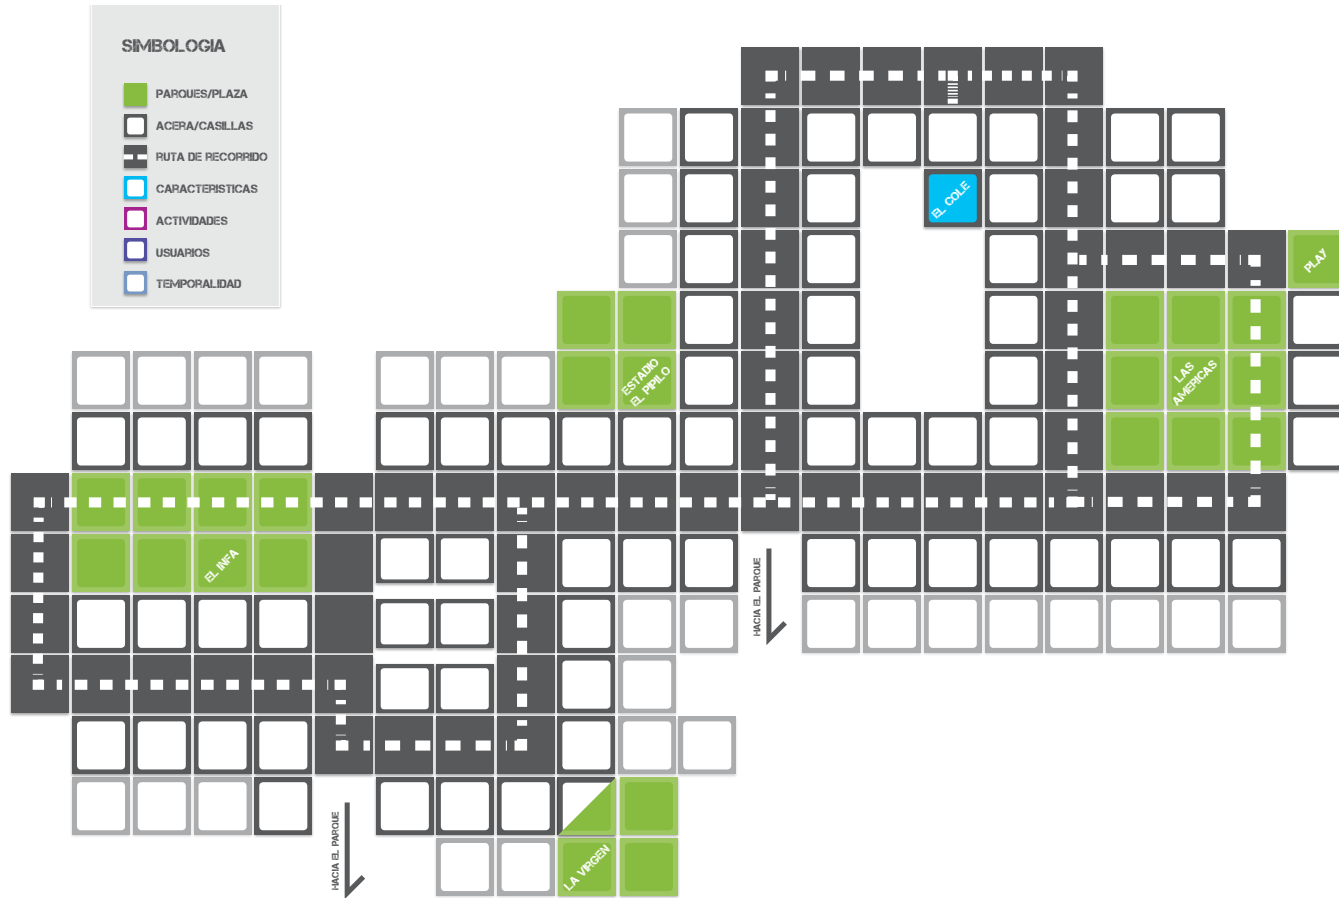 SIMBOLOGIA
PARQUES/PLAZA
ACERA/CASILLAS
RUTA DE RECORRIDO
CARACTERISTICAS
ACTIVIDADES
USUARIOS
TEMPORALIDAD
EL COLE
PLAY
ESTADIO
EL PIPILO
LAS
AMERICAS
EL INFA
HACIA EL PARQUE
HACIA EL PARQUE
LA VIRGEN